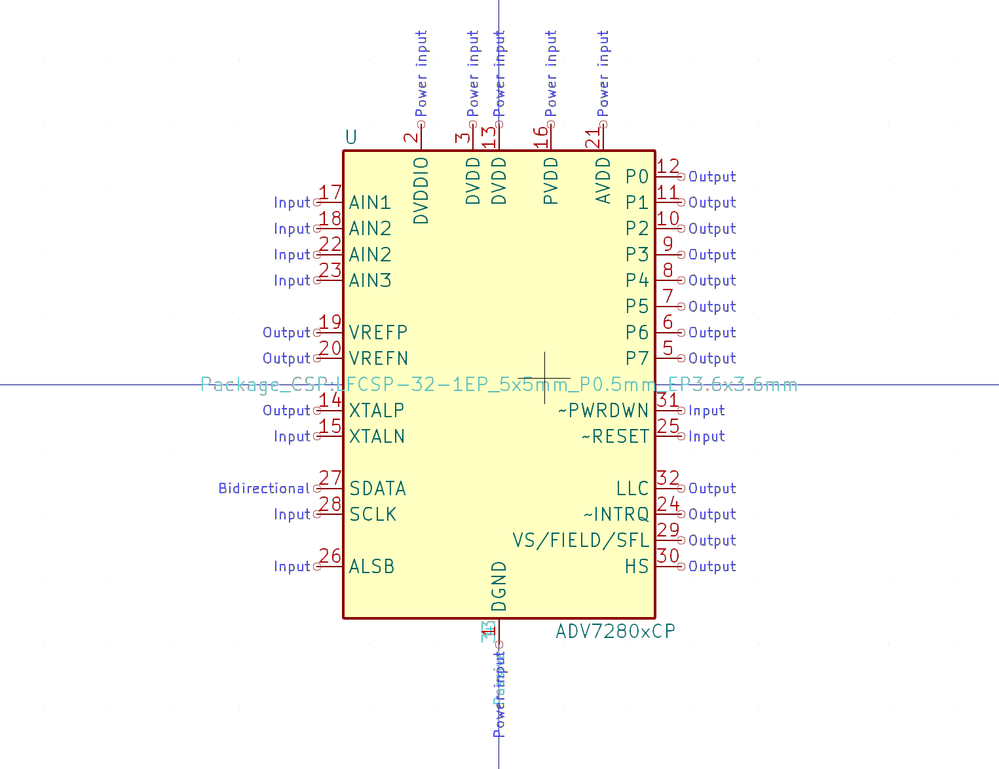 Power input
Power input
Power input
Power input
Power input
2
3
13
16
21
U
DVDDIO
DVDD
DVDD
PVDD
AVDD
P0 12 Output
Input 17 AIN1
P1 11 Output
Input 18 AIN2
P2 10 Output
Input 22 AIN2
P3 9 Output
Input 23 AIN3
P4 8 Output
P5 7 Output
Output 19 VREFP
P6 6 Output
Output 20 VREFN
P7 5 Output
Package_CSP:LFCSP-32-1EP_5x5mm_P0.5mm_EP3.6x3.6mm
Output 14 XTALP
~PWRDWN 31 Input
Input 15 XTALN
~RESET 25 Input
Bidirectional 27 SDATA
LLC 32 Output
Input 28 SCLK
~INTRQ 24 Output
VS/FIELD/SFL 29 Output
Input 26 ALSB
HS 30 Output
DGND
1
ADV7280xCP
Power input